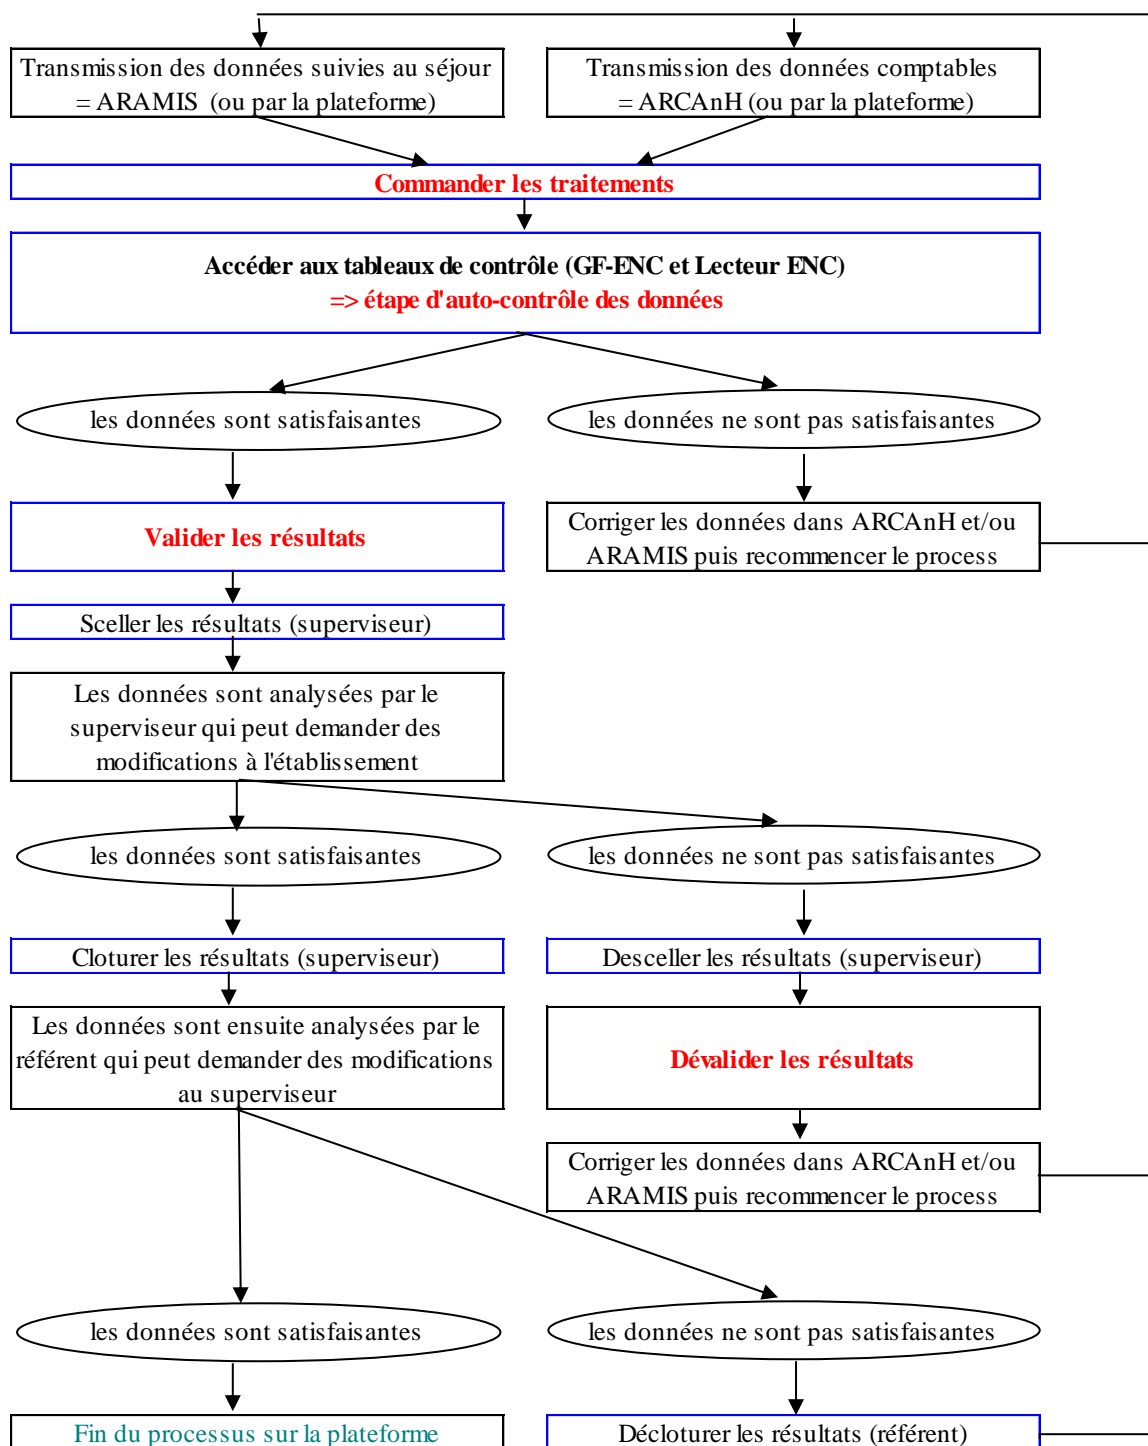 Transmission des données suivies au séjour
= ARAMIS (ou par la plateforme)
Transmission des données comptables
= ARCAnH (ou par la plateforme)
Commander les traitements
Accéder aux tableaux de contrôle (GF-ENC et Lecteur ENC)
=> étape d'auto-contrôle des données
les données sont satisfaisantes
les données ne sont pas satisfaisantes
Valider les résultats
Corriger les données dans ARCAnH et/ou
ARAMIS puis recommencer le process
Sceller les résultats (superviseur)
Les données sont analysées par le
superviseur qui peut demander des
modifications à l'établissement
les données sont satisfaisantes
les données ne sont pas satisfaisantes
Cloturer les résultats (superviseur)
Desceller les résultats (superviseur)
Les données sont ensuite analysées par le
référent qui peut demander des modifications
au superviseur
Dévalider les résultats
Corriger les données dans ARCAnH et/ou
ARAMIS puis recommencer le process
les données sont satisfaisantes
les données ne sont pas satisfaisantes
Fin du processus sur la plateforme
Décloturer les résultats (référent)